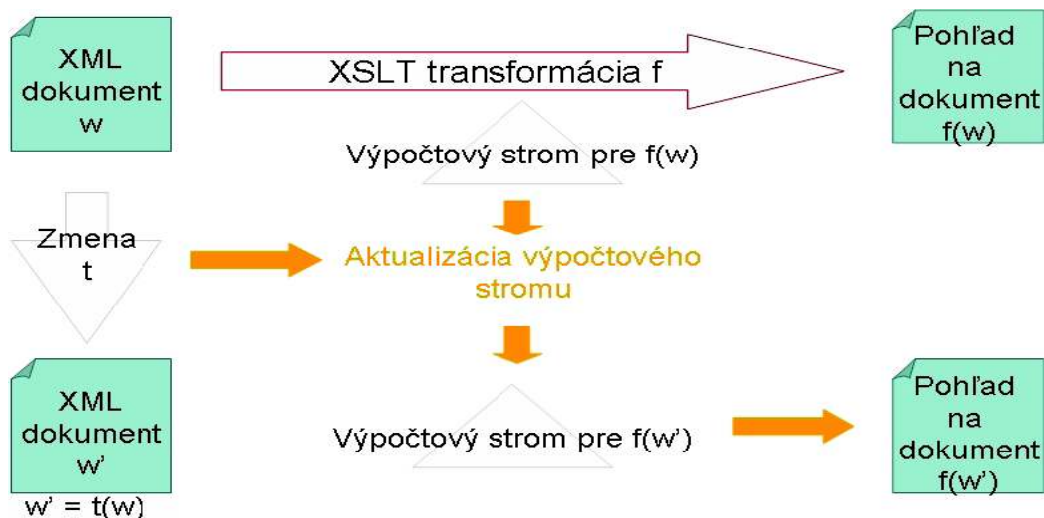 XML
dokument
w
XSLT transformácia f
Pohľad
na
dokument
f(w)
Výpočtový strom pre f(w)
Zmena
t
Aktualizácia výpočtového
stromu
XML
dokument
w’
w’ = t(w)
Výpočtový strom pre f(w’)
Pohľad
na
dokument
f(w’)